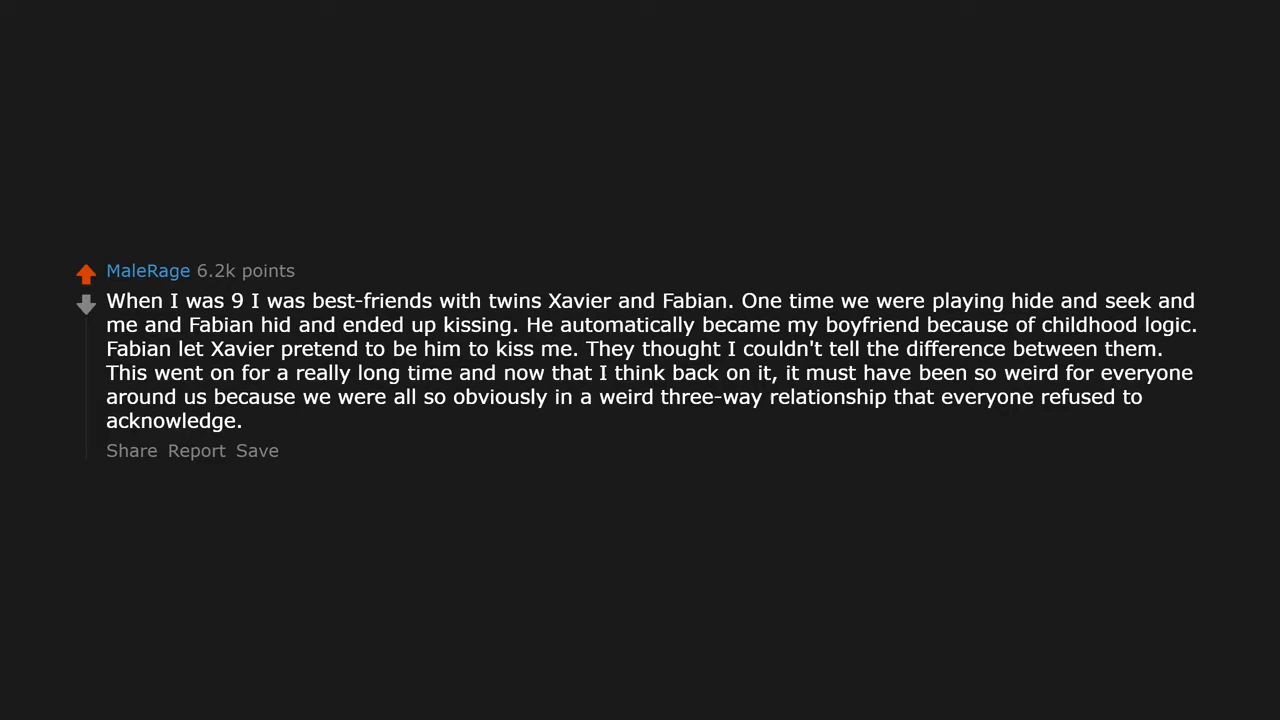 MaleRage 6.2k points
When I was 9 I was best-friends with twins Xavier and Fabian. One time we were playing hide and seek and
me and Fabian hid and ended up kissing. He automatically became my boyfriend because of childhood logic.
Fabian let Xavier pretend to be him to kiss me. They thought I couldn't tell the difference between them.
This went on for a really long time and now that I think back on it, it must have been so weird for everyone
around us because we were all so obviously in a weird three-way relationship that everyone refused to
acknowledge.
Share Report Save